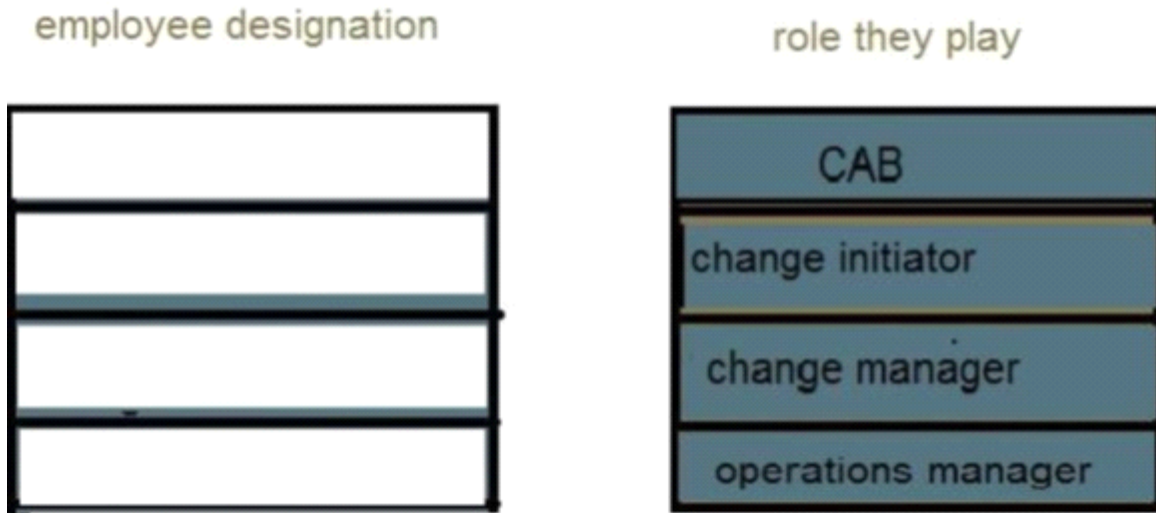 employee designation
role they play
CAB
change initiator
change manager
operations manager